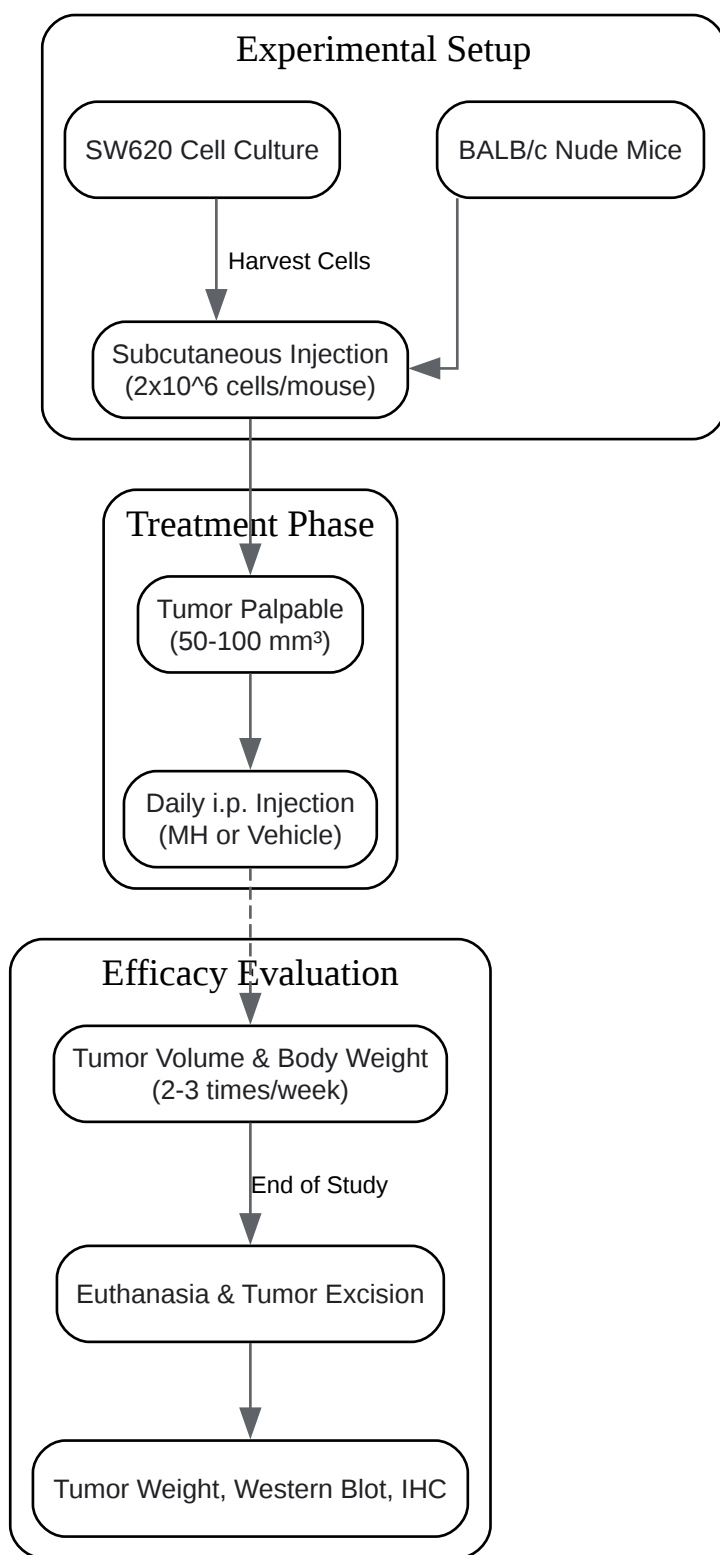 Experimental Setup
SW620 Cell Culture
BALB/c Nude Mice
Harvest Cells
Subcutaneous Injection
(2x10^6 cells/mouse)
Treatment Phase
Tumor Palpable
(50-100 mm³)
Daily i.p. Injection
(MH or Vehicle)
Efficacy Evaluation
Tumor Volume & Body Weight
(2-3 times/week)
End of Study
Euthanasia & Tumor Excision
Tumor Weight, Western Blot, IHC